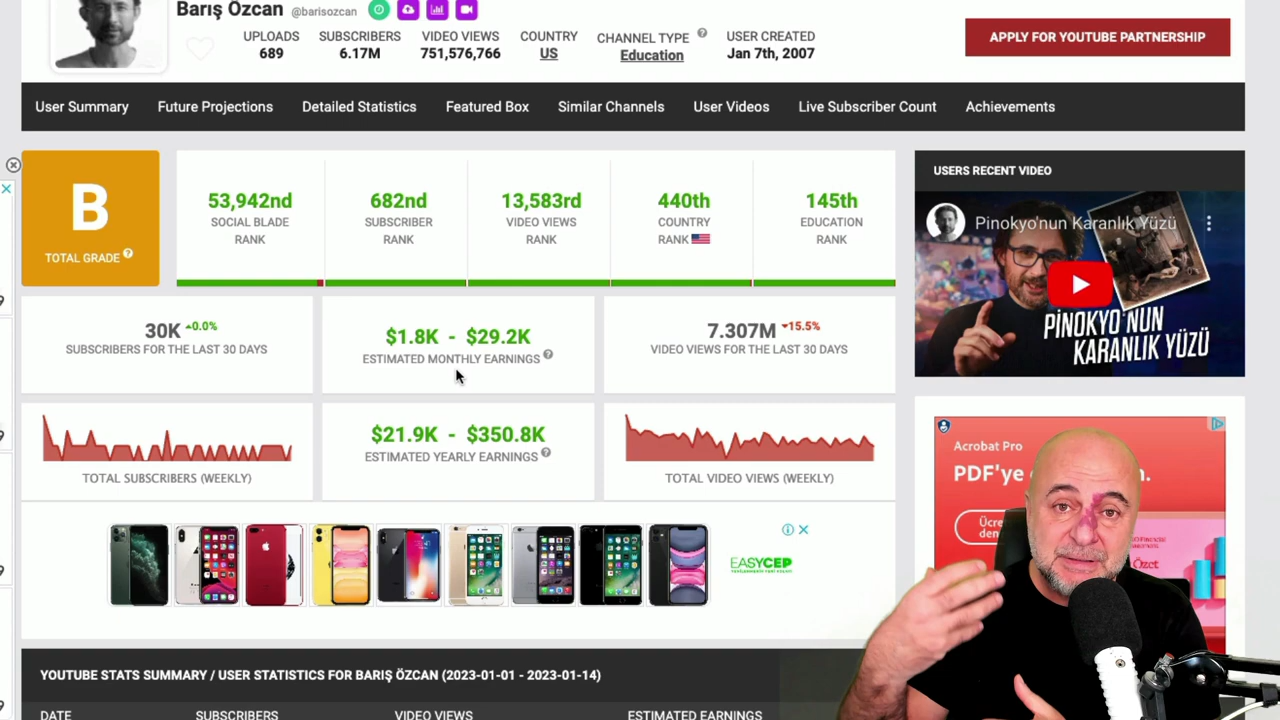 Barış Özcan @barisozcan
UPLOADS
689
SUBSCRIBERS
6.17M
VIDEO VIEWS
751,576,766
COUNTRY
US
CHANNEL TYPE
Education
USER CREATED
Jan 7th, 2007
APPLY FOR YOUTUBE PARTNERSHIP
User Summary Future Projections Detailed Statistics Featured Box Similar Channels User Videos Live Subscriber Count Achievements
B
TOTAL GRADE
53,942nd
SOCIAL BLADE
RANK
682nd
SUBSCRIBER
RANK
13,583rd
VIDEO VIEWS
RANK
440th
COUNTRY
RANK
145th
EDUCATION
RANK
30K 0.0%
SUBSCRIBERS FOR THE LAST 30 DAYS
$1.8K - $29.2K
ESTIMATED MONTHLY EARNINGS
7.307M 15.5%
VIDEO VIEWS FOR THE LAST 30 DAYS
TOTAL SUBSCRIBERS (WEEKLY)
$21.9K - $350.8K
ESTIMATED YEARLY EARNINGS
TOTAL VIDEO VIEWS (WEEKLY)
USERS RECENT VIDEO
Pinokyo'nun Karanlık Yüzü
PİNOKYO'NUN
KARANLIK YÜZÜ
Acrobat Pro
PDF'ye
EASYCEP
YOUTUBE STATS SUMMARY / USER STATISTICS FOR BARIŞ ÖZCAN (2023-01-01 - 2023-01-14)
DATE SUBSCRIBERS VIDEO VIEWS ESTIMATED EARNINGS